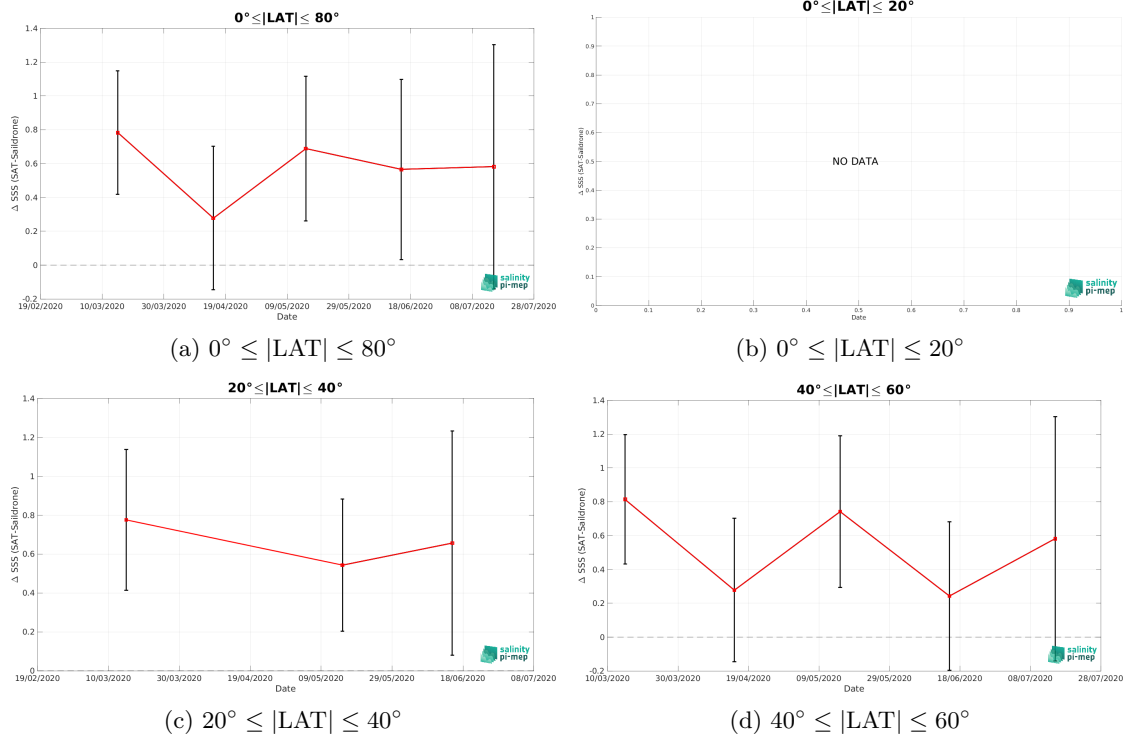 0°≤|LAT|≤ 80°
1.4
1.2
1
0.8
0.6
0.4
0.2
0
-0.2
Δ SSS (SAT-Saildrone)
19/02/2020 10/03/2020 30/03/2020 19/04/2020 09/05/2020 29/05/2020 18/06/2020 08/07/2020 28/07/2020
Date
salinity
pi-mep
(a) 0° ≤ |LAT| ≤ 80°
0°≤|LAT|≤ 20°
1
0.9
0.8
0.7
0.6
0.5
0.4
0.3
0.2
0.1
0
Δ SSS (SAT-Saildrone)
NO DATA
0 0.1 0.2 0.3 0.4 0.5 0.6 0.7 0.8 0.9 1
Date
salinity
pi-mep
(b) 0° ≤ |LAT| ≤ 20°
20°≤|LAT|≤ 40°
1.4
1.2
1
0.8
0.6
0.4
0.2
0
Δ SSS (SAT-Saildrone)
19/02/2020 10/03/2020 30/03/2020 19/04/2020 09/05/2020 29/05/2020 18/06/2020 08/07/2020
Date
salinity
pi-mep
(c) 20° ≤ |LAT| ≤ 40°
40°≤|LAT|≤ 60°
1.4
1.2
1
0.8
0.6
0.4
0.2
0
-0.2
Δ SSS (SAT-Saildrone)
10/03/2020 30/03/2020 19/04/2020 09/05/2020 29/05/2020 18/06/2020 08/07/2020 28/07/2020
Date
salinity
pi-mep
(d) 40° ≤ |LAT| ≤ 60°